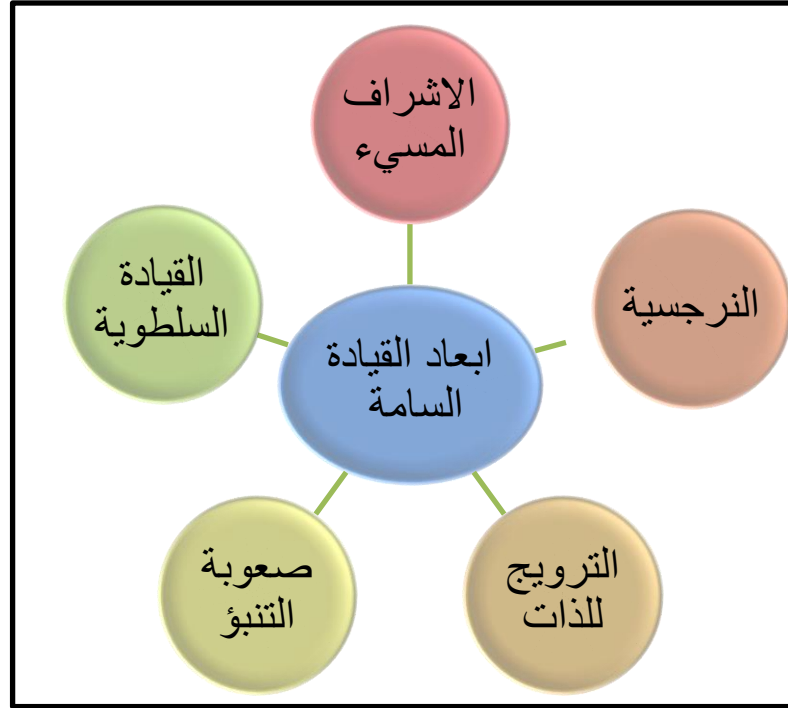 الاشراف
المسيء
النرجسية
القيادة
السلطوية
ابعاد القيادة
السامة
الترويج
للذات
صعوبة
التنبؤ